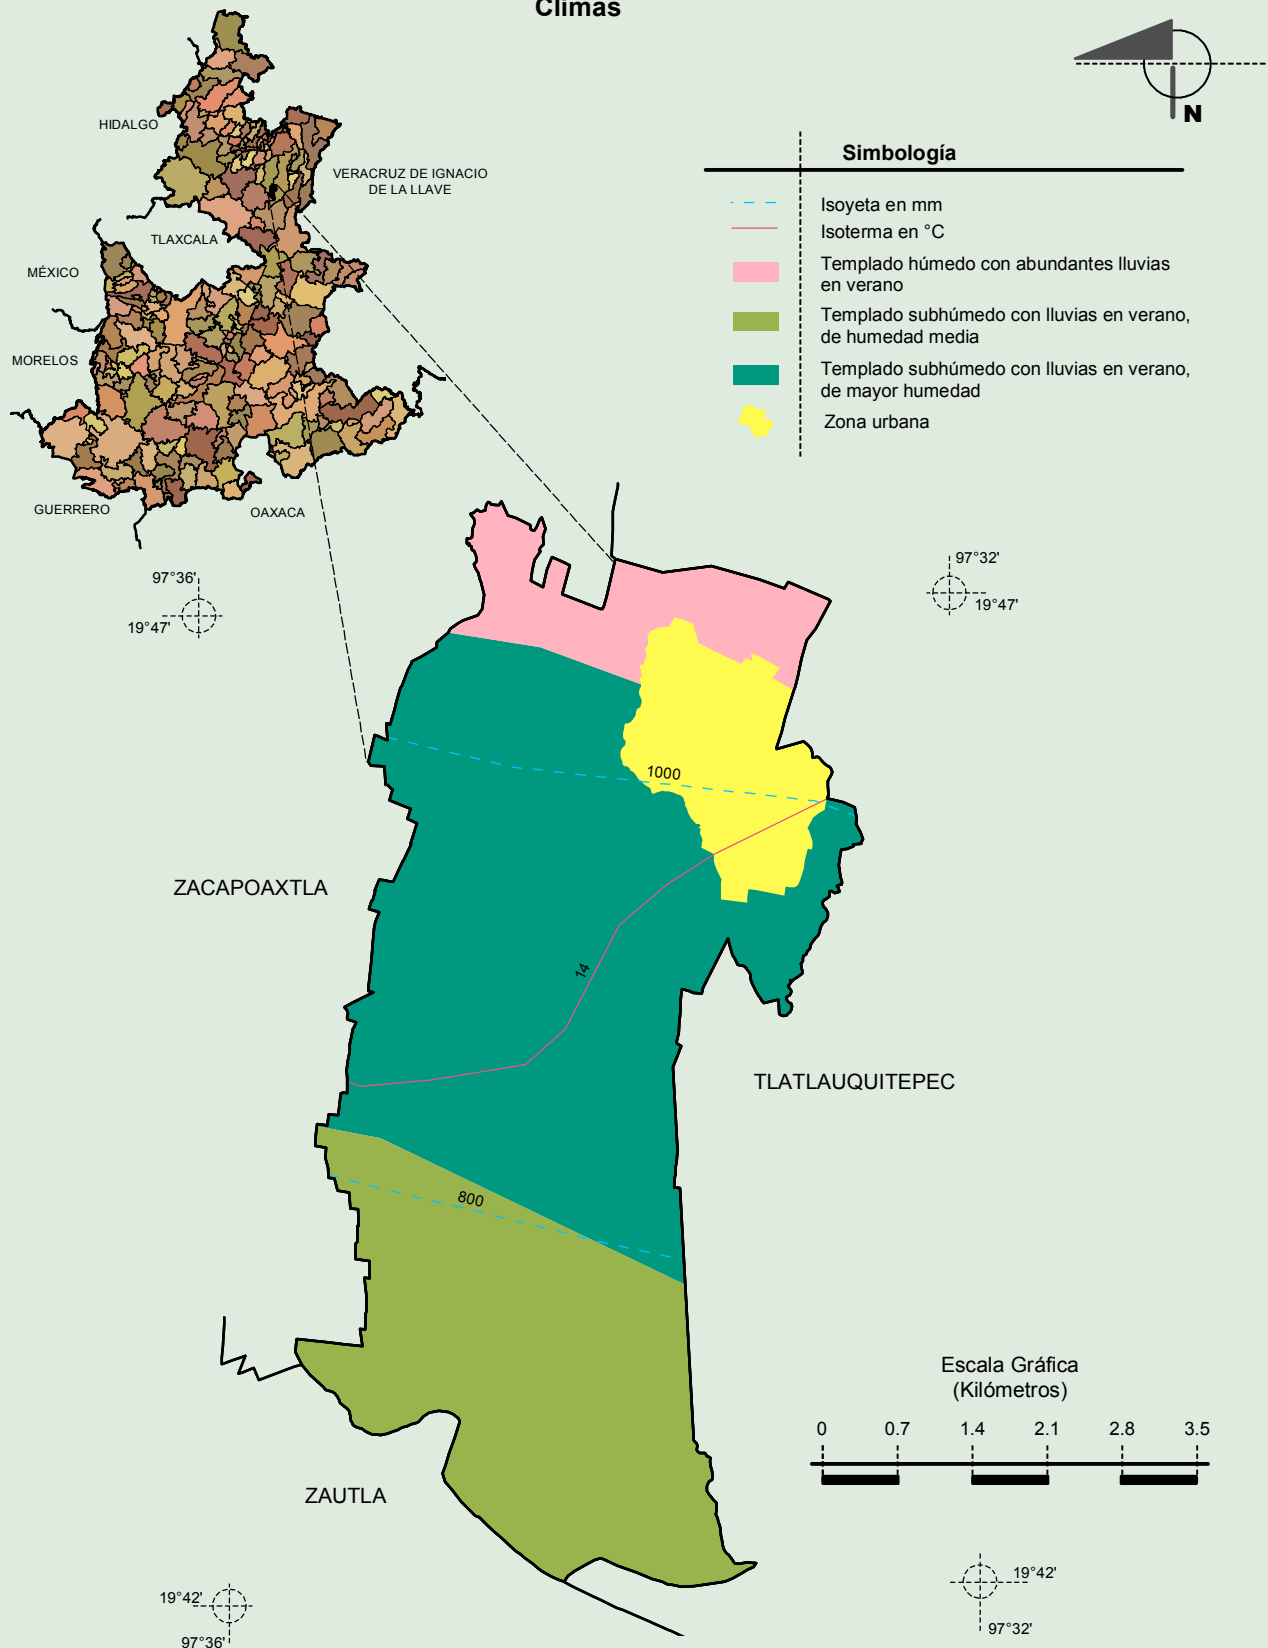 Climas
N
HIDALGO
VERACRUZ DE IGNACIO
DE LA LLAVE
TLAXCALA
MÉXICO
MORELOS
GUERRERO
OAXACA
Simbología
Isoyeta en mm
Isoterma en °C
Templado húmedo con abundantes lluvias
en verano
Templado subhúmedo con lluvias en verano,
de humedad media
Templado subhúmedo con lluvias en verano,
de mayor humedad
Zona urbana
97°36'
19°47'
97°32'
19°47'
1000
ZACAPOAXTLA
14
TLATLAUQUITEPEC
800
ZAUTLA
Escala Gráfica
(Kilómetros)
0 0.7 1.4 2.1 2.8 3.5
19°42'
97°36'
19°42'
97°32'